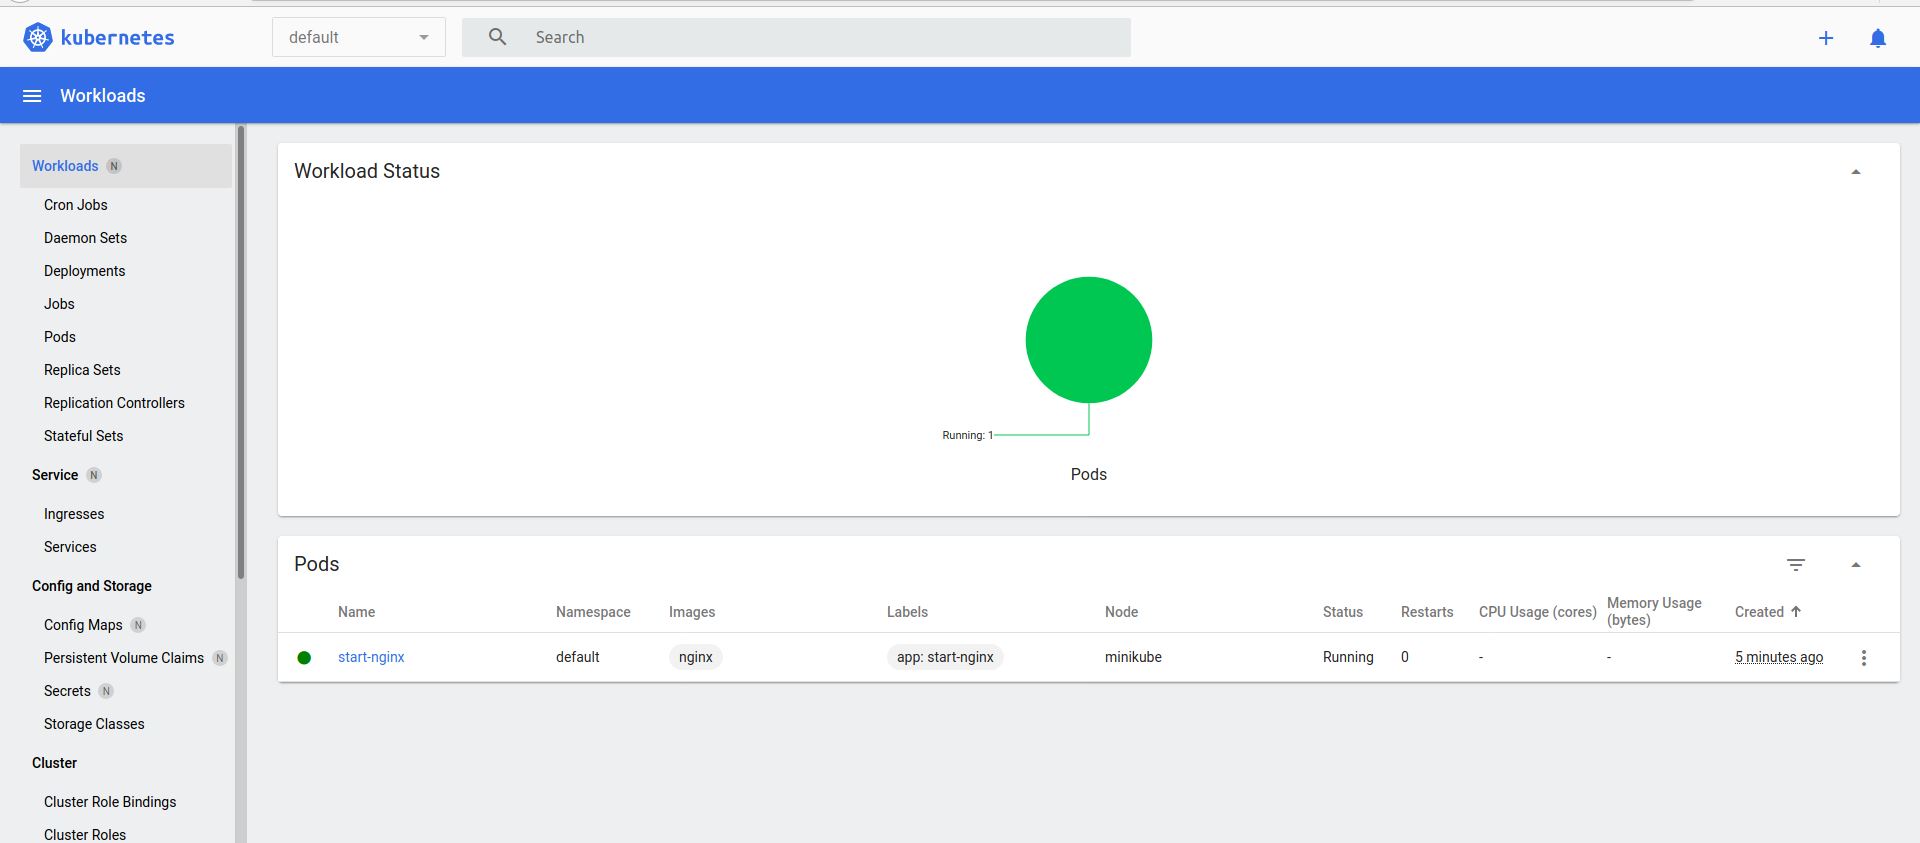 kubernetes
default
Search
Workloads
Workloads N
Cron Jobs
Daemon Sets
Deployments
Jobs
Pods
Replica Sets
Replication Controllers
Stateful Sets
Service N
Ingresses
Services
Config and Storage
Config Maps N
Persistent Volume Claims N
Secrets N
Storage Classes
Cluster
Cluster Role Bindings
Cluster Roles
Workload Status
Running: 1
Pods
Pods
Name Namespace Images Labels Node Status Restarts CPU Usage (cores) Memory Usage (bytes) Created
start-nginx default nginx app: start-nginx minikube Running 0 - - 5 minutes ago